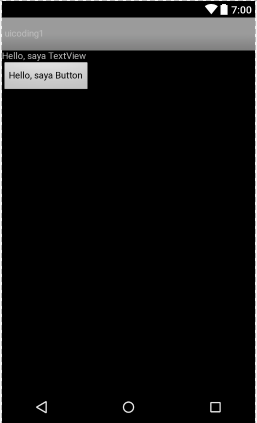 7:00
uicoding1
Hello, saya TextView
Hello, saya Button